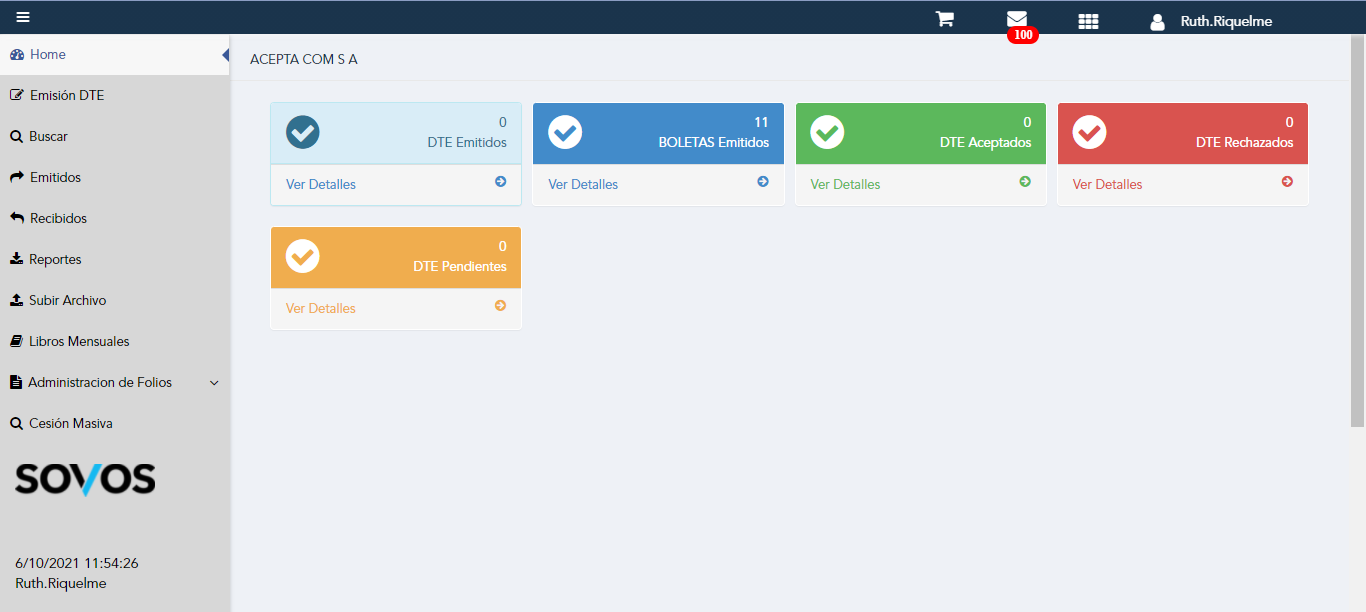 100
Ruth.Riquelme
Home
Emisión DTE
Buscar
Emitidos
Recibidos
Reportes
Subir Archivo
Libros Mensuales
Administracion de Folios
Cesión Masiva
SOVOS
6/10/2021 11:54:26
Ruth.Riquelme
ACEPTA COM S A
0
DTE Emitidos
Ver Detalles
11
BOLETAS Emitidos
Ver Detalles
0
DTE Aceptados
Ver Detalles
0
DTE Rechazados
Ver Detalles
0
DTE Pendientes
Ver Detalles